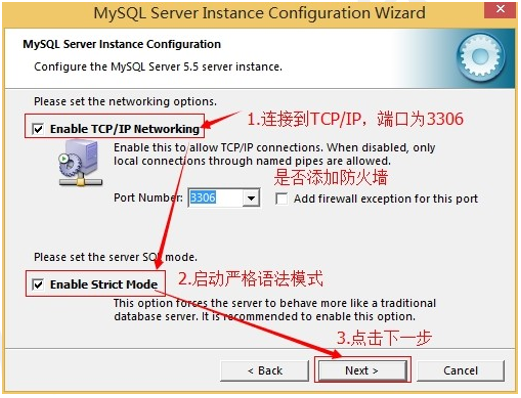 MySQL Server Instance Configuration Wizard
MySQL Server Instance Configuration
Configure the MySQL Server 5.5 server instance.
Please set the networking options.
Enable TCP/IP Networking
1.连接到TCP/IP，端口为3306
Enable this to allow TCP/IP connections. When disabled, only
local connections through named pipes are allowed.
是否添加防火墙
Port Number: 3306 Add firewall exception for this port
Please set the server SQL mode.
Enable Strict Mode
2.启动严格语法模式
This option forces the server to behave more like a traditional
database server. It is recommended to enable this option.
3.点击下一步
< Back Next > Cancel